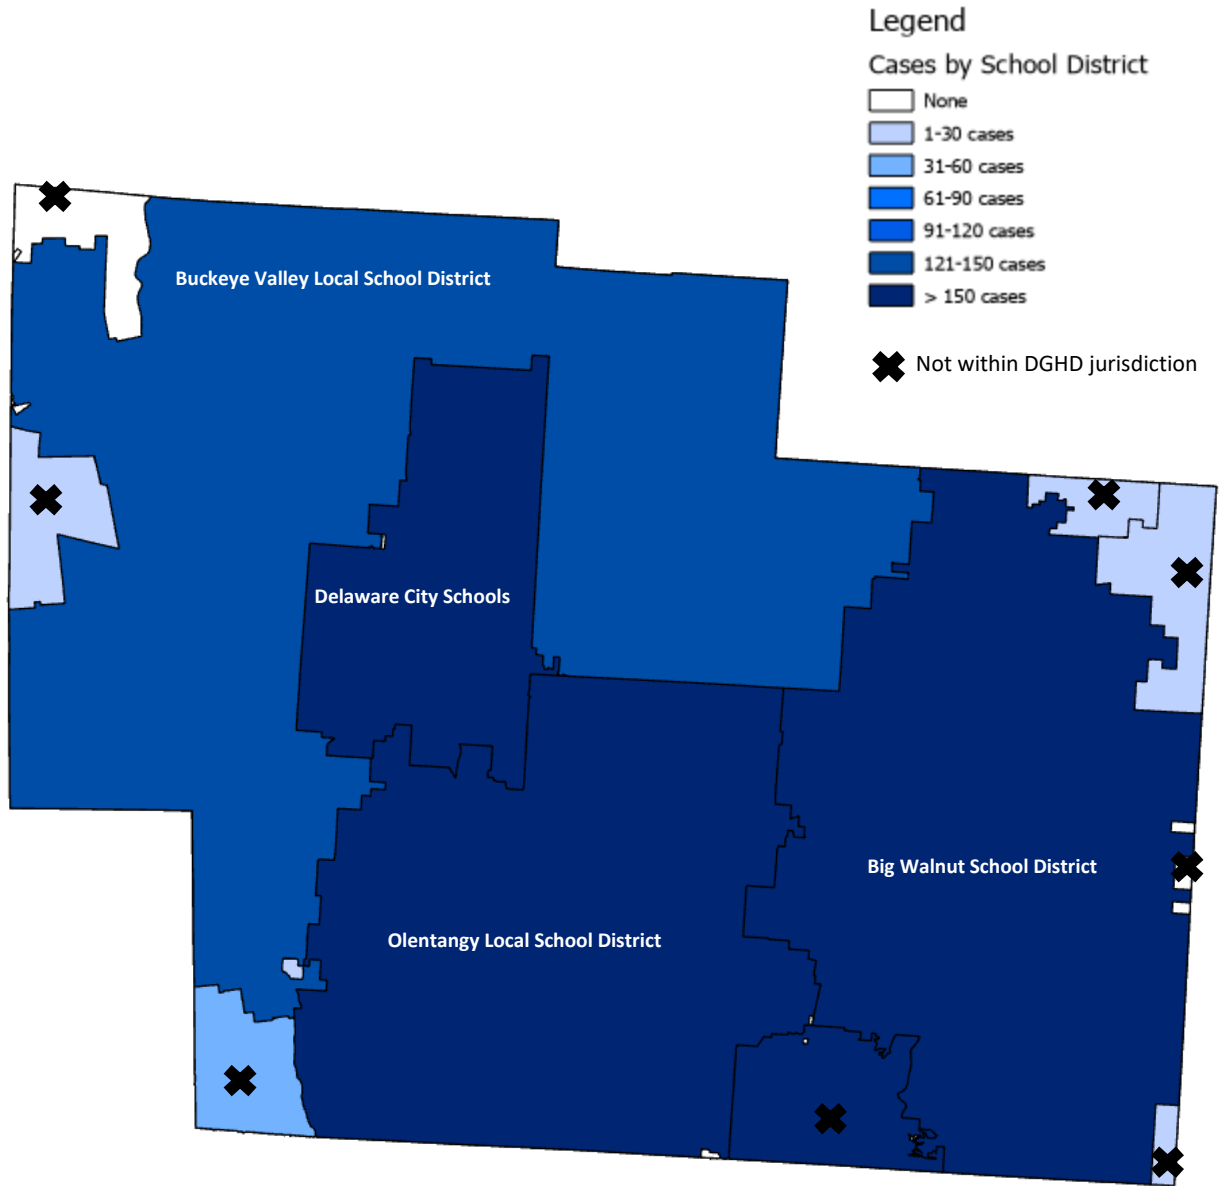 Legend
Cases by School District
None
1-30 cases
31-60 cases
61-90 cases
91-120 cases
121-150 cases
> 150 cases
Not within DGHD jurisdiction
Buckeye Valley Local School District
Delaware City Schools
Big Walnut School District
Olentangy Local School District